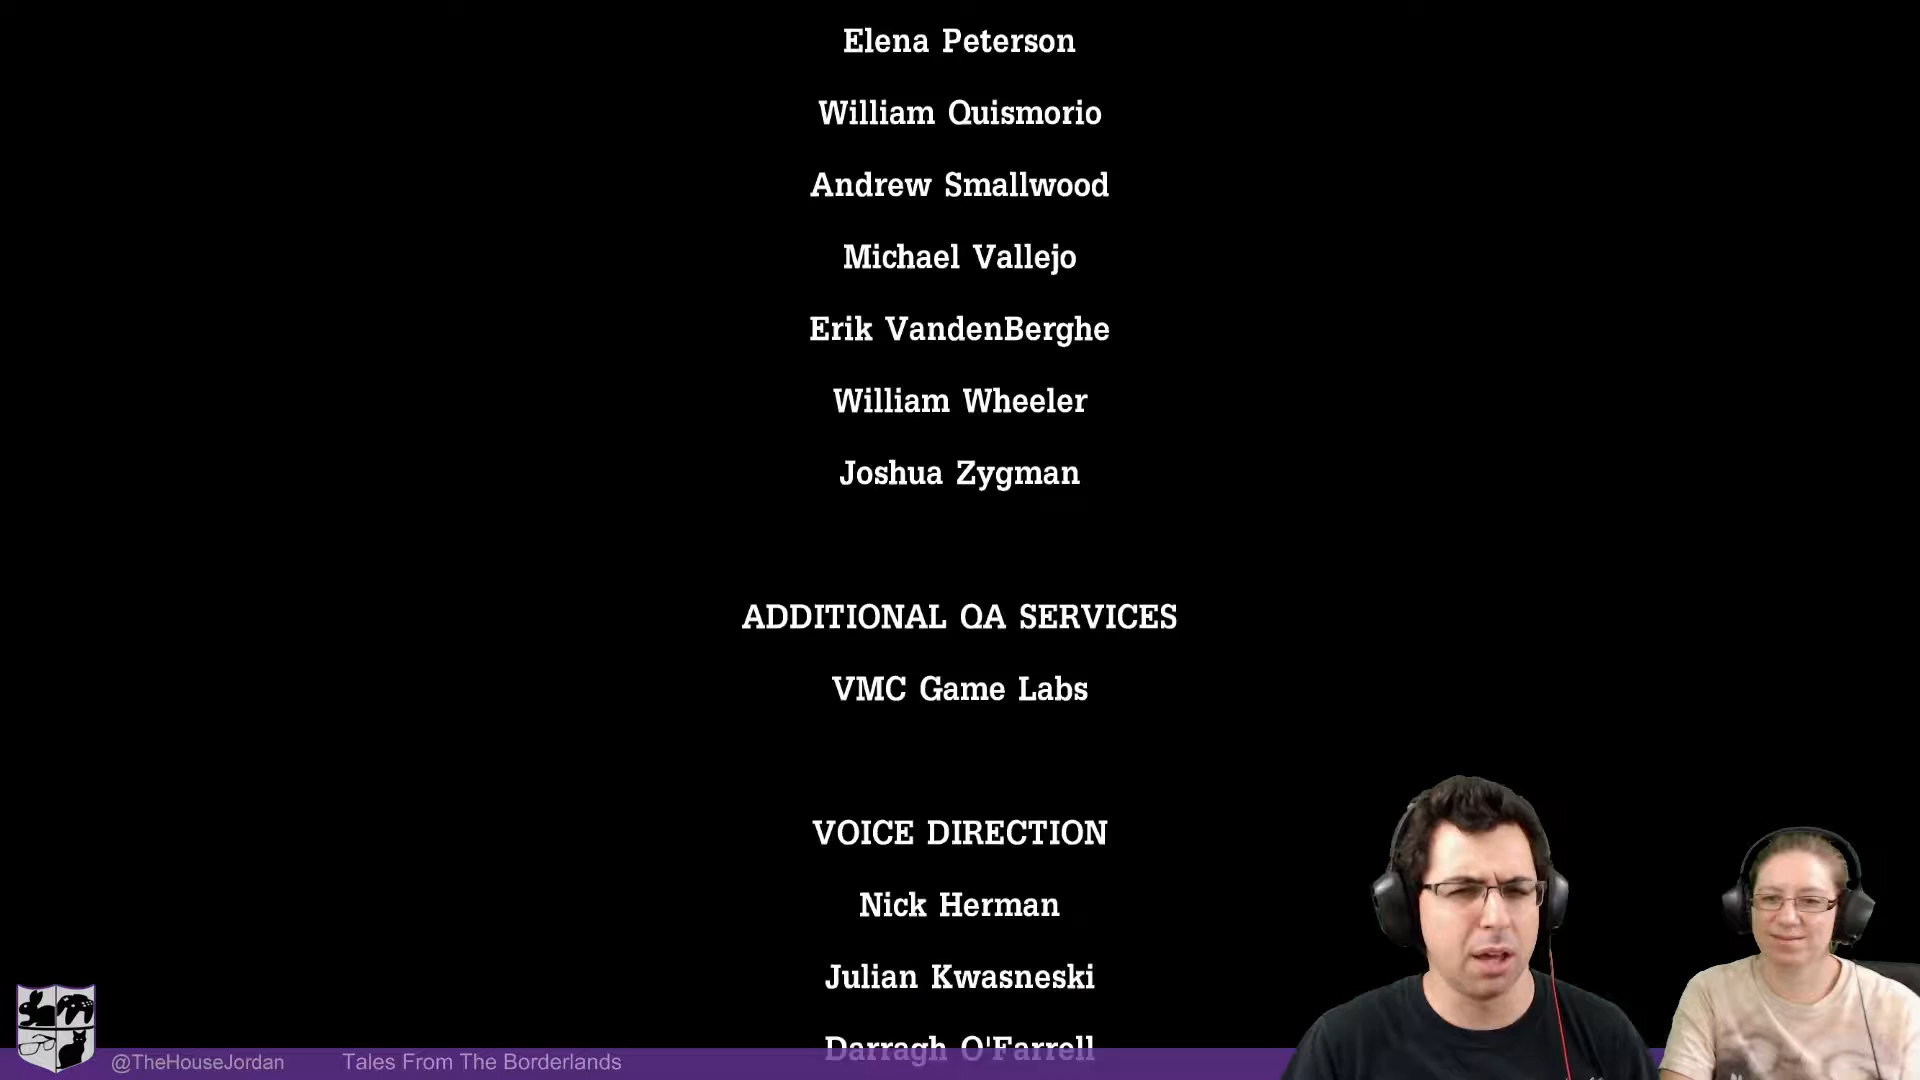 Elena Peterson
William Quismorio
Andrew Smallwood
Michael Vallejo
Erik VandenBerghe
William Wheeler
Joshua Zygman
ADDITIONAL QA SERVICES
VMC Game Labs
VOICE DIRECTION
Nick Herman
Julian Kwasneski
Darragh O'Farrell
@TheHouseJordan
Tales From The Borderlands